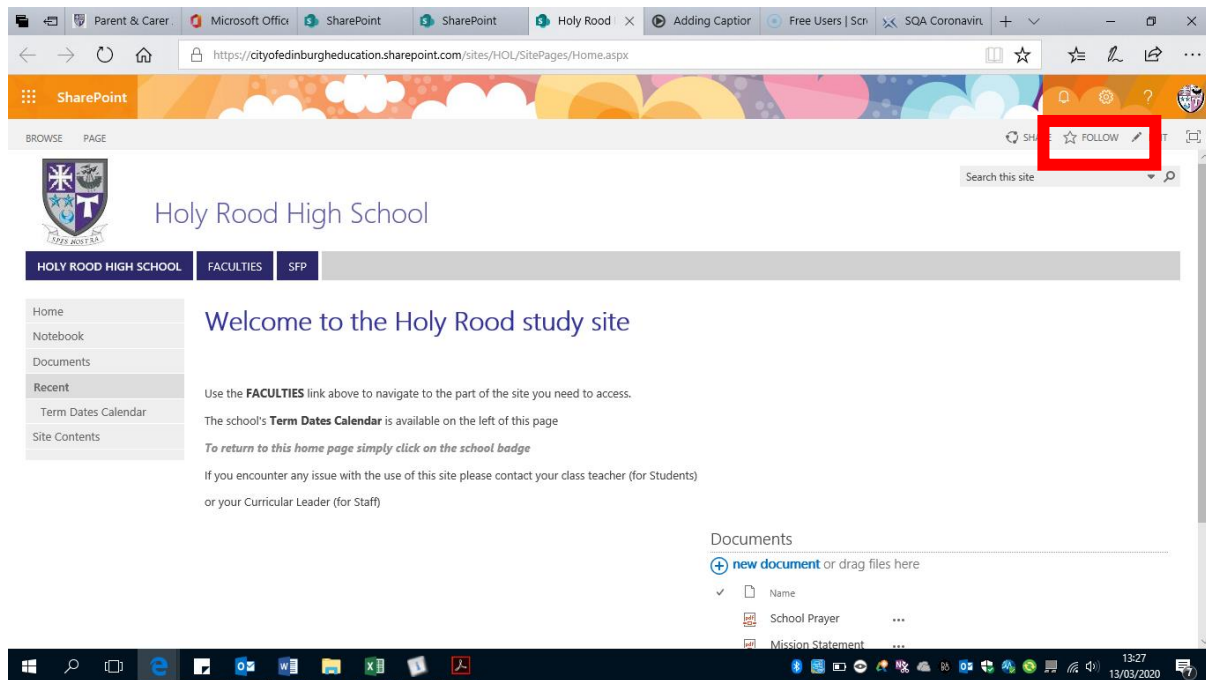 Parent & Carer
Microsoft Office
SharePoint
SharePoint
Holy Rood
Adding Caption
Free Users | Scr
SQA Coronaviru
https://cityofedinburgheducation.sharepoint.com/sites/HOL/SitePages/Home.aspx
SharePoint
?
BROWSE PAGE
FOLLOW
Search this site
SPES NOSTRA
Holy Rood High School
HOLY ROOD HIGH SCHOOL FACULTIES SFP
Home
Notebook
Documents
Recent
Term Dates Calendar
Site Contents
Welcome to the Holy Rood study site
Use the FACULTIES link above to navigate to the part of the site you need to access.
The school's Term Dates Calendar is available on the left of this page
To return to this home page simply click on the school badge
If you encounter any issue with the use of this site please contact your class teacher (for Students)
or your Curricular Leader (for Staff)
Documents
new document or drag files here
Name
School Prayer ...
Mission Statement ...
13:27
13/03/2020